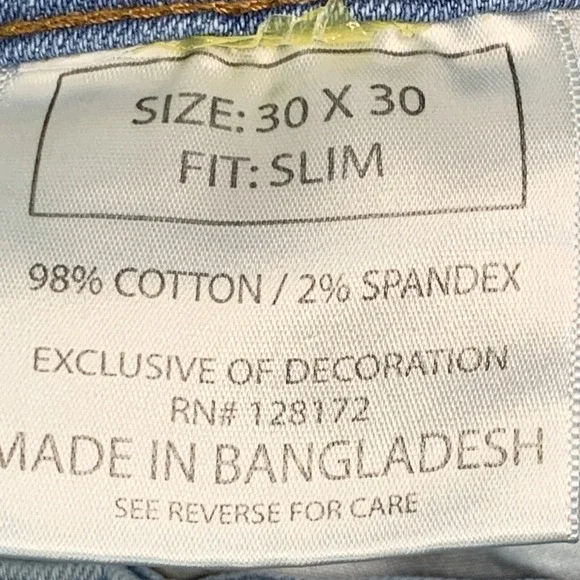 SIZE: 30 X 30
FIT: SLIM
98% COTTON / 2% SPANDEX
EXCLUSIVE OF DECORATION
RN# 128172
MADE IN BANGLADESH
SEE REVERSE FOR CARE